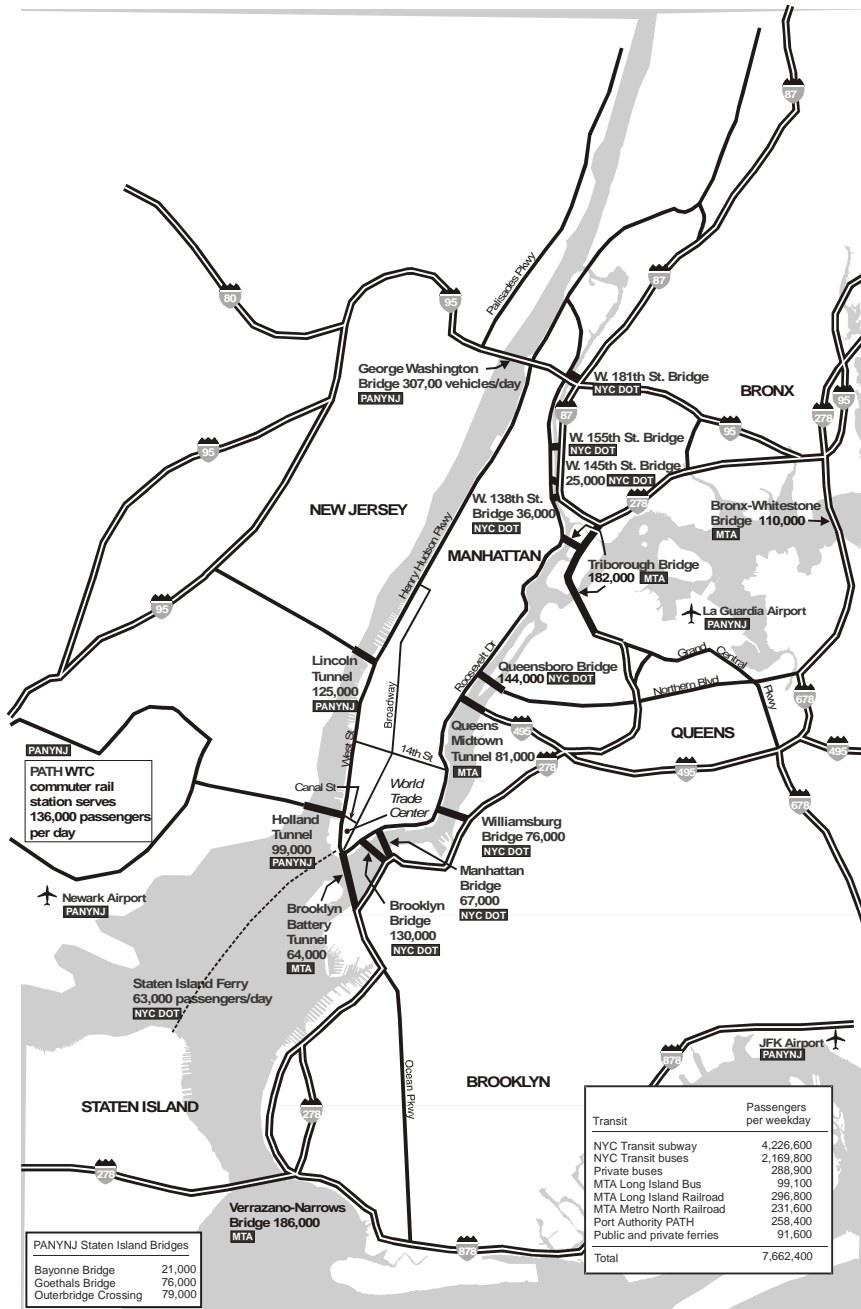 87
Palisades Pkwy
80
95
87
George Washington
Bridge 307,00 vehicles/day
PANYNJ
W. 181th St. Bridge
NYC DOT
BRONX
87
95
278
95
95
W. 155th St. Bridge
NYC DOT
W. 145th St. Bridge
25,000 NYC DOT
278
NEW JERSEY
W. 138th St.
Bridge 36,000
NYC DOT
Bronx-Whitestone
Bridge 110,000
MTA
Henry Hudson Pkwy
MANHATTAN
Triborough Bridge
182,000 MTA
95
La Guardia Airport
PANYNJ
Roosevelt Dr
Grand Central Pkwy
Lincoln
Tunnel
125,000
PANYNJ
Broadway
Queensboro Bridge
144,000 NYC DOT
Northern Blvd
678
West St
14th St
Queens
Midtown
Tunnel 81,000
MTA
495
QUEENS
278
495
495
PANYNJ
PATH WTC
commuter rail
station serves
136,000 passengers
per day
Canal St
World
Trade
Center
678
Holland
Tunnel
99,000
PANYNJ
Williamsburg
Bridge 76,000
NYC DOT
Manhattan
Bridge
67,000
NYC DOT
Newark Airport
PANYNJ
Brooklyn
Battery
Tunnel
64,000
MTA
Brooklyn
Bridge
130,000
NYC DOT
Staten Island Ferry
63,000 passengers/day
NYC DOT
JFK Airport
PANYNJ
878
Ocean Pkwy
BROOKLYN
STATEN ISLAND
278
278
Verrazano-Narrows
Bridge 186,000
MTA
878
Transit Passengers per weekday
NYC Transit subway 4,226,600
NYC Transit buses 2,169,800
Private buses 288,900
MTA Long Island Bus 99,100
MTA Long Island Railroad 296,800
MTA Metro North Railroad 231,600
Port Authority PATH 258,400
Public and private ferries 91,600
Total 7,662,400
PANYNJ Staten Island Bridges
Bayonne Bridge 21,000
Goethals Bridge 76,000
Outerbridge Crossing 79,000